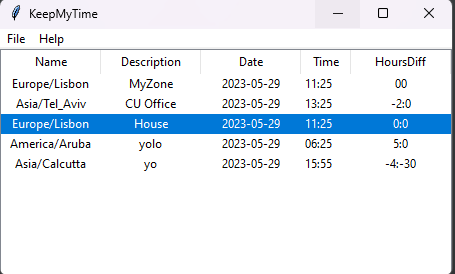 KeepMyTime
File Help
Name Description Date Time HoursDiff
Europe/Lisbon MyZone 2023-05-29 11:25 00
Asia/Tel_Aviv CU Office 2023-05-29 13:25 -2:0
Europe/Lisbon House 2023-05-29 11:25 0:0
America/Aruba yolo 2023-05-29 06:25 5:0
Asia/Calcutta yo 2023-05-29 15:55 -4:-30